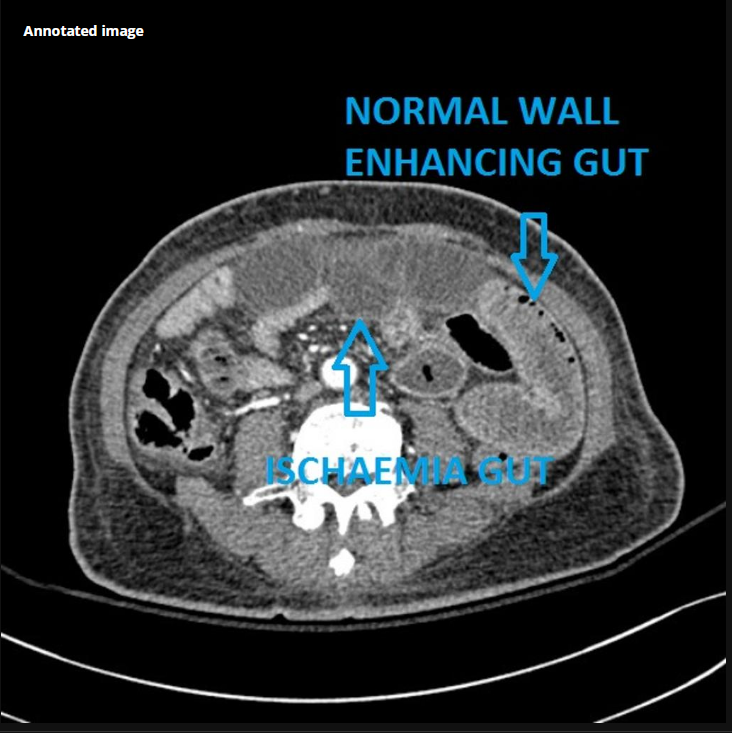 Annotated image
NORMAL WALL
ENHANCING GUT
ISCHAEMIA GUT